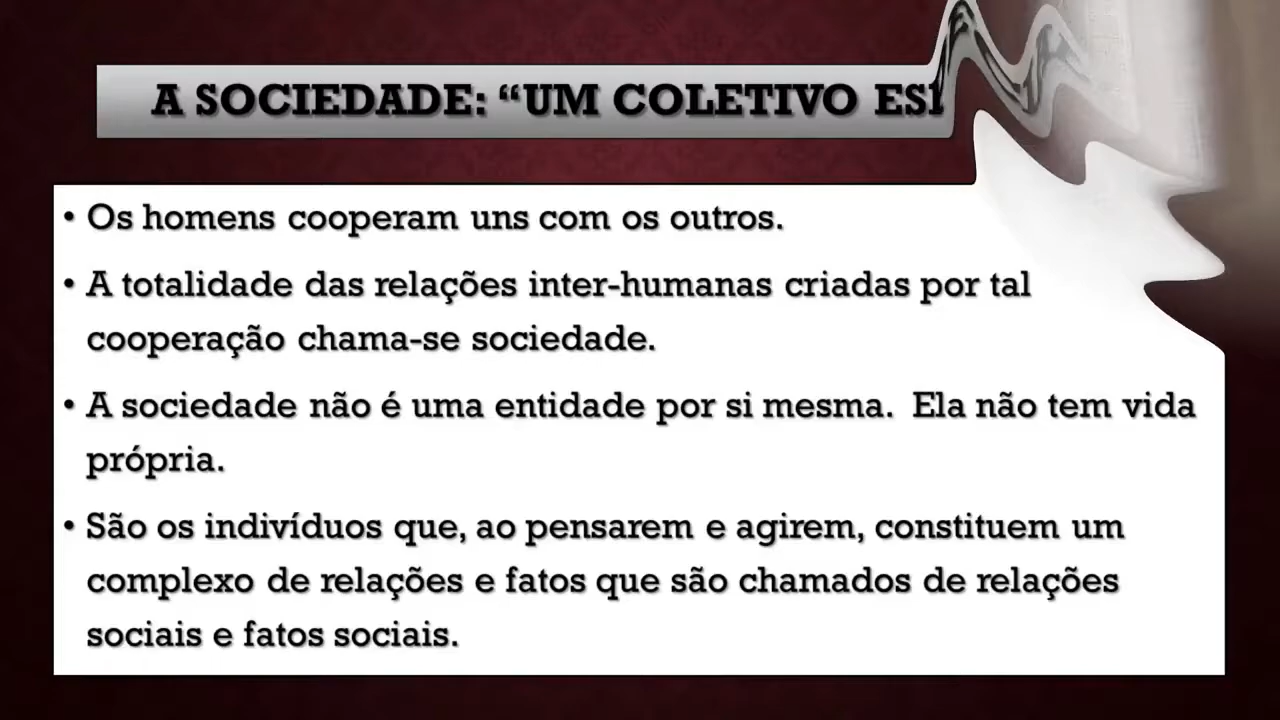 A SOCIEDADE: “UM COLETIVO
• Os homens cooperam uns com os outros.
• A totalidade das relações inter-humanas criadas por tal
cooperação chama-se sociedade.
• A sociedade não é uma entidade por si mesma. Ela não tem vida
própria.
• São os indivíduos que, ao pensarem e agirem, constituem um
complexo de relações e fatos que são chamados de relações
sociais e fatos sociais.